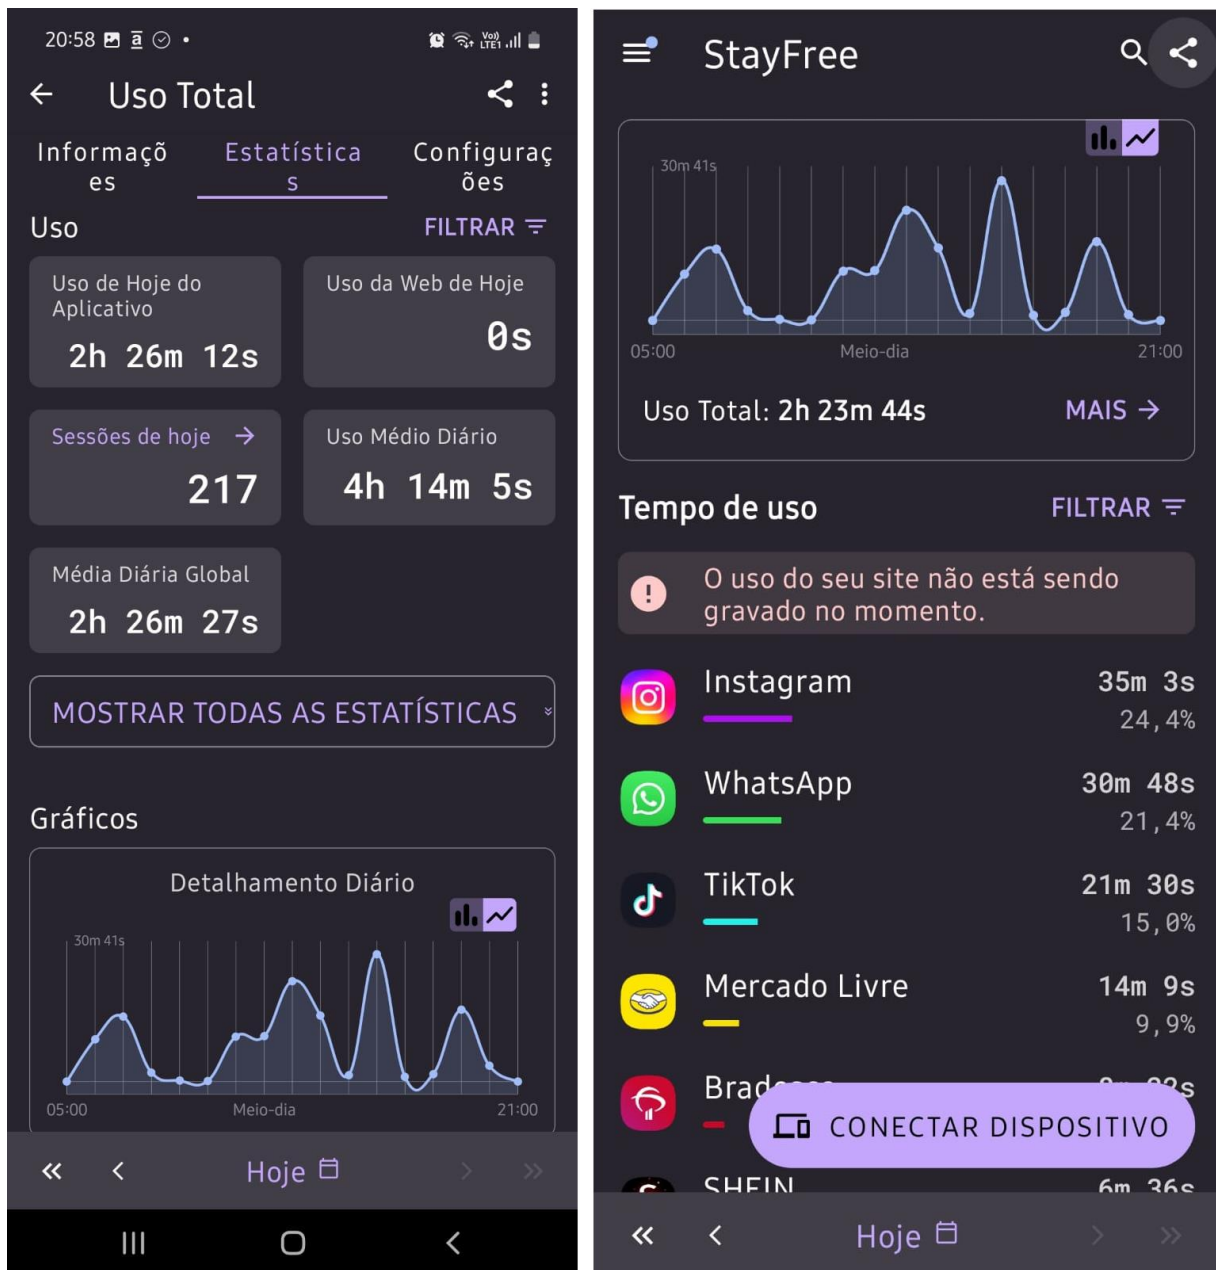 20:58
Uso Total
Informaçõ
es
Estatística
s
Configuraç
ões
Uso
FILTRAR
Uso de Hoje do
Aplicativo
2h 26m 12s
Uso da Web de Hoje
0s
Sessões de hoje
217
Uso Médio Diário
4h 14m 5s
Média Diária Global
2h 26m 27s
MOSTRAR TODAS AS ESTATÍSTICAS
Gráficos
Detalhamento Diário
30m 41s
05:00 Meio-dia 21:00
Hoje
StayFree
30m 41s
05:00 Meio-dia 21:00
Uso Total: 2h 23m 44s MAIS
Tempo de uso FILTRAR
O uso do seu site não está sendo
gravado no momento.
Instagram 35m 3s
24,4%
WhatsApp 30m 48s
21,4%
TikTok 21m 30s
15,0%
Mercado Livre 14m 9s
9,9%
CONECTAR DISPOSITIVO
SHEIN 6m 36s
Hoje